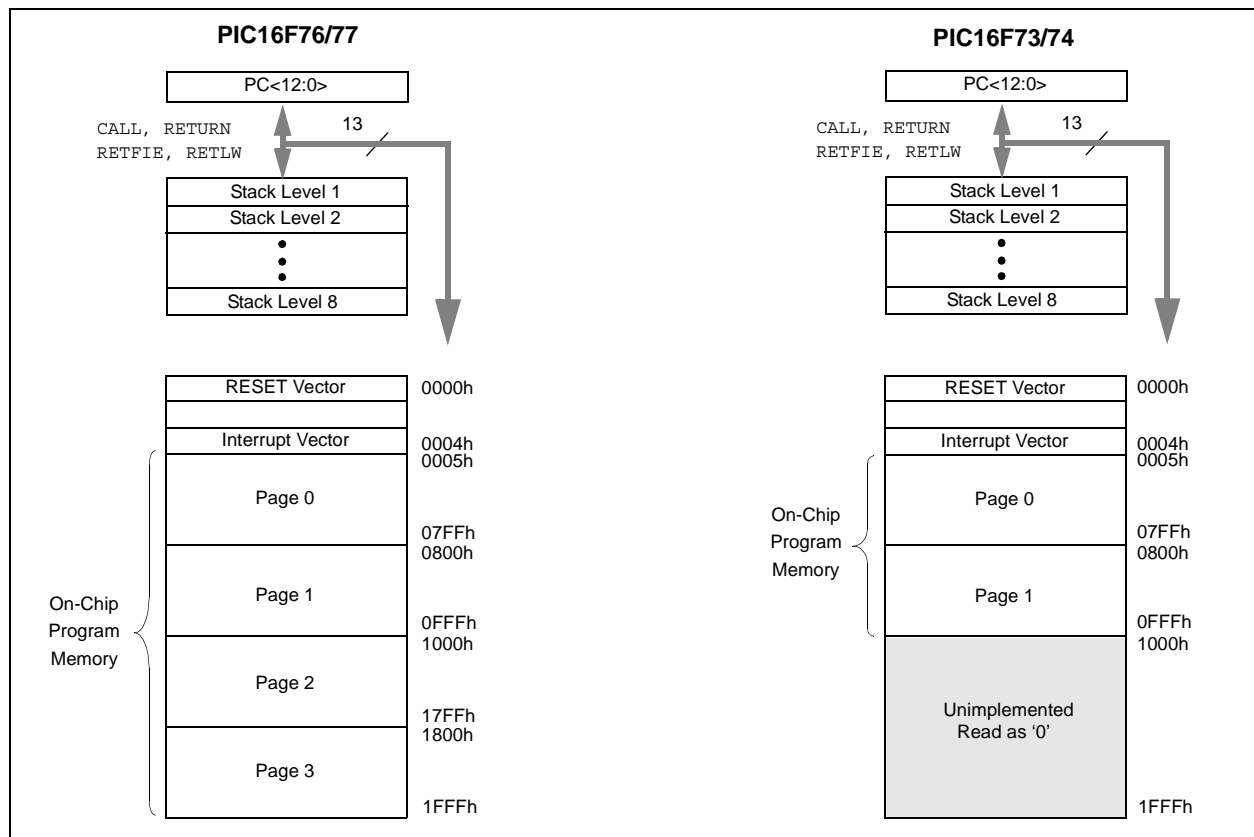 PIC16F76/77
PC<12:0>
CALL, RETURN
RETFIE, RETLW
13
Stack Level 1
Stack Level 2
Stack Level 8
RESET Vector
0000h
Interrupt Vector
0004h
0005h
Page 0
07FFh
0800h
Page 1
0FFFh
1000h
Page 2
17FFh
1800h
Page 3
1FFFh
On-Chip
Program
Memory
PIC16F73/74
PC<12:0>
CALL, RETURN
RETFIE, RETLW
13
Stack Level 1
Stack Level 2
Stack Level 8
RESET Vector
0000h
Interrupt Vector
0004h
0005h
Page 0
07FFh
0800h
Page 1
0FFFh
1000h
On-Chip
Program
Memory
Unimplemented
Read as ‘0’
1FFFh